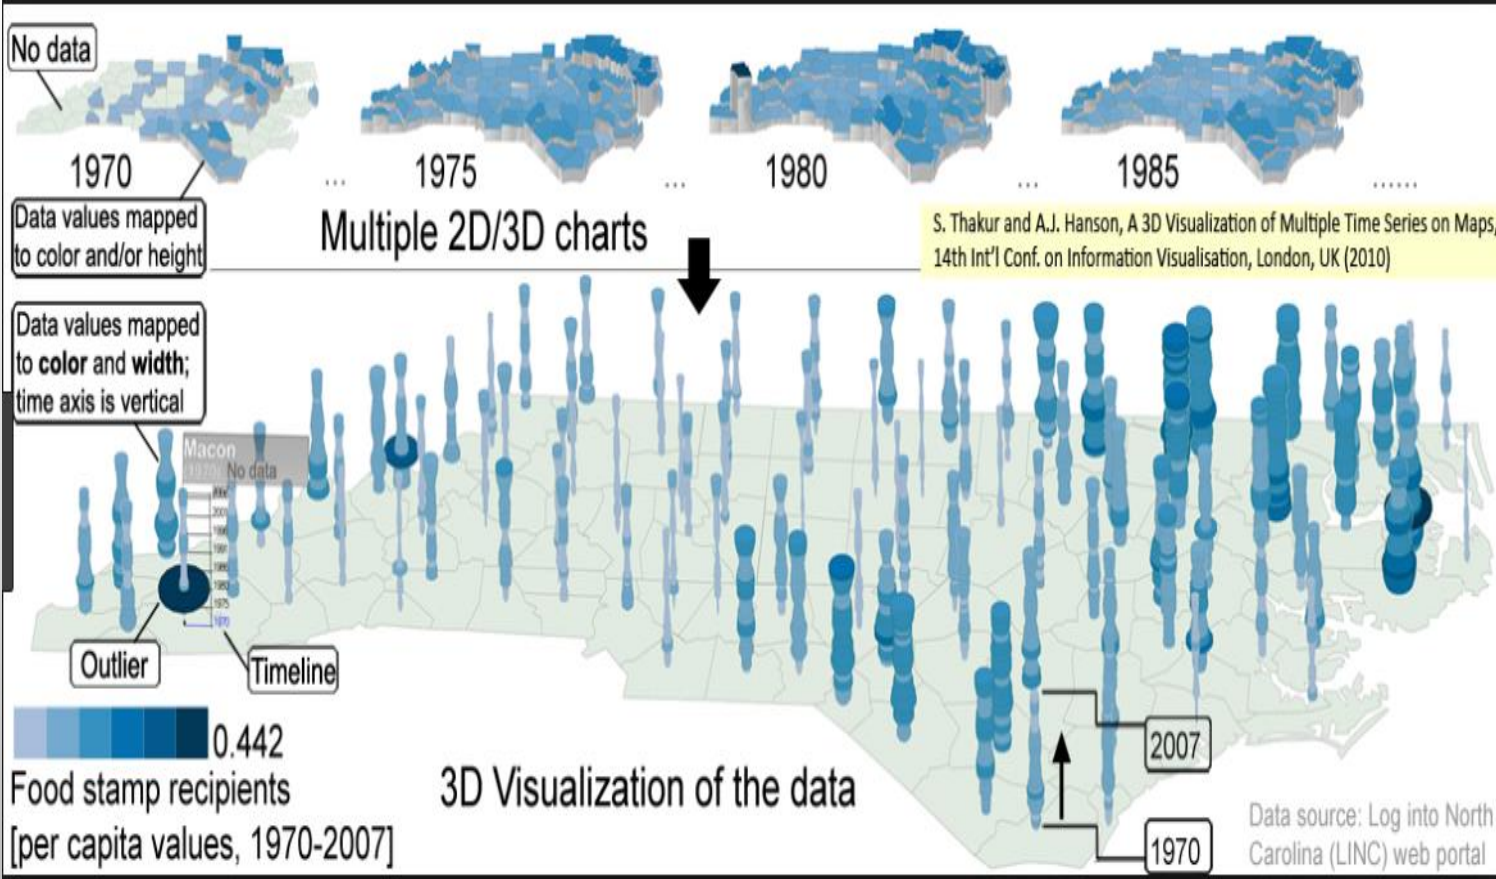 No data
1970
...
1975
...
1980
...
1985
......
Data values mapped
to color and/or height
Multiple 2D/3D charts
S. Thakur and A.J. Hanson, A 3D Visualization of Multiple Time Series on Maps,
14th Int'l Conf. on Information Visualisation, London, UK (2010)
Data values mapped
to color and width;
time axis is vertical
Macon
No data
1975
1970
Outlier
Timeline
0.442
Food stamp recipients
[per capita values, 1970-2007]
3D Visualization of the data
2007
1970
Data source: Log into North
Carolina (LINC) web portal